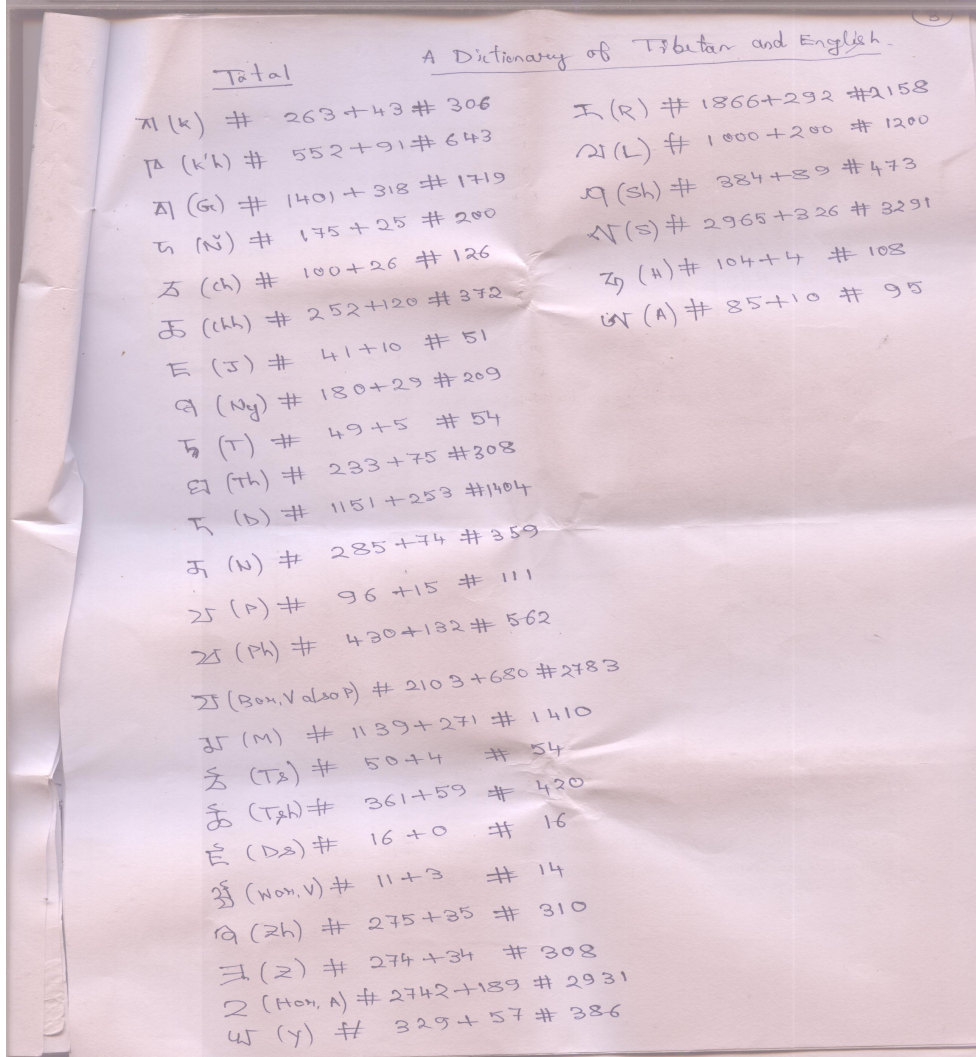 3
A Dictionary of Tibetan and English.
Total
ཀ (K) # 263+43 # 306
ཁ (K'h) # 552+91 # 643
ག (G) # 1401+318 # 1719
ང (Ñ) # 175+25 # 200
ཅ (ch) # 100+26 # 126
ཆ (chh) # 252+120 # 372
ཇ (J) # 41+10 # 51
ཉ (Ny) # 180+29 # 209
ཏ (T) # 49+5 # 54
ཐ (Th) # 233+75 # 308
ད (D) # 1151+253 # 1404
ན (N) # 285+74 # 359
པ (P) # 96+15 # 111
ཕ (Ph) # 430+132 # 562
བ (Bor, V also P) # 2103+680 # 2783
མ (M) # 1139+271 # 1410
ཙ (Ts) # 50+4 # 54
ཚ (Tsh) # 361+59 # 420
ཛ (Ds) # 16+0 # 16
ཝ (Wor, V) # 11+3 # 14
ཞ (Zh) # 275+35 # 310
ཟ (Z) # 274+34 # 308
འ (Hor, A) # 2742+189 # 2931
ཡ (Y) # 329+57 # 386
ར (R) # 1866+292 # 2158
ལ (L) # 1000+200 # 1200
ཤ (Sh) # 384+89 # 473
ས (S) # 2965+326 # 3291
ཧ (H) # 104+4 # 108
ཨ (A) # 85+10 # 95